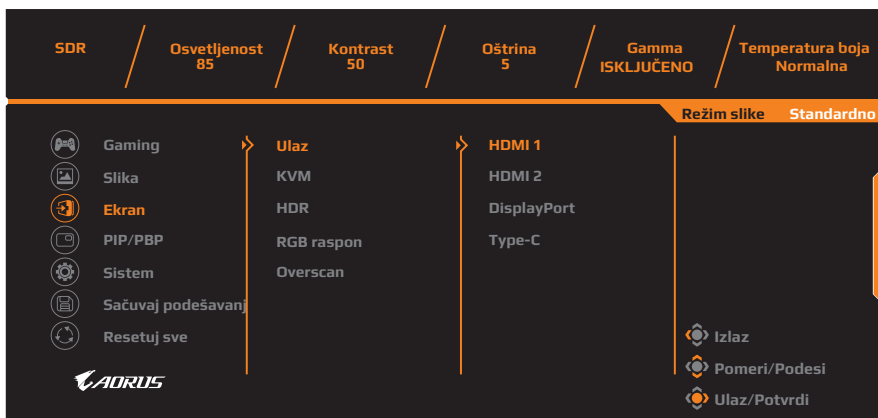 SDR
Osvetljenost
85
Kontrast
50
Oštrina
5
Gamma
ISKLJUČENO
Temperatura boja
Normalna
Režim slike Standardno
Gaming
Slika
Ekran
PIP/PBP
Sistem
Sačuvaj podešavanj
Resetuj sve
Ulaz
KVM
HDR
RGB raspon
Overscan
HDMI 1
HDMI 2
DisplayPort
Type-C
Izlaz
Pomeri/Podesi
Ulaz/Potvrdi
AORUS